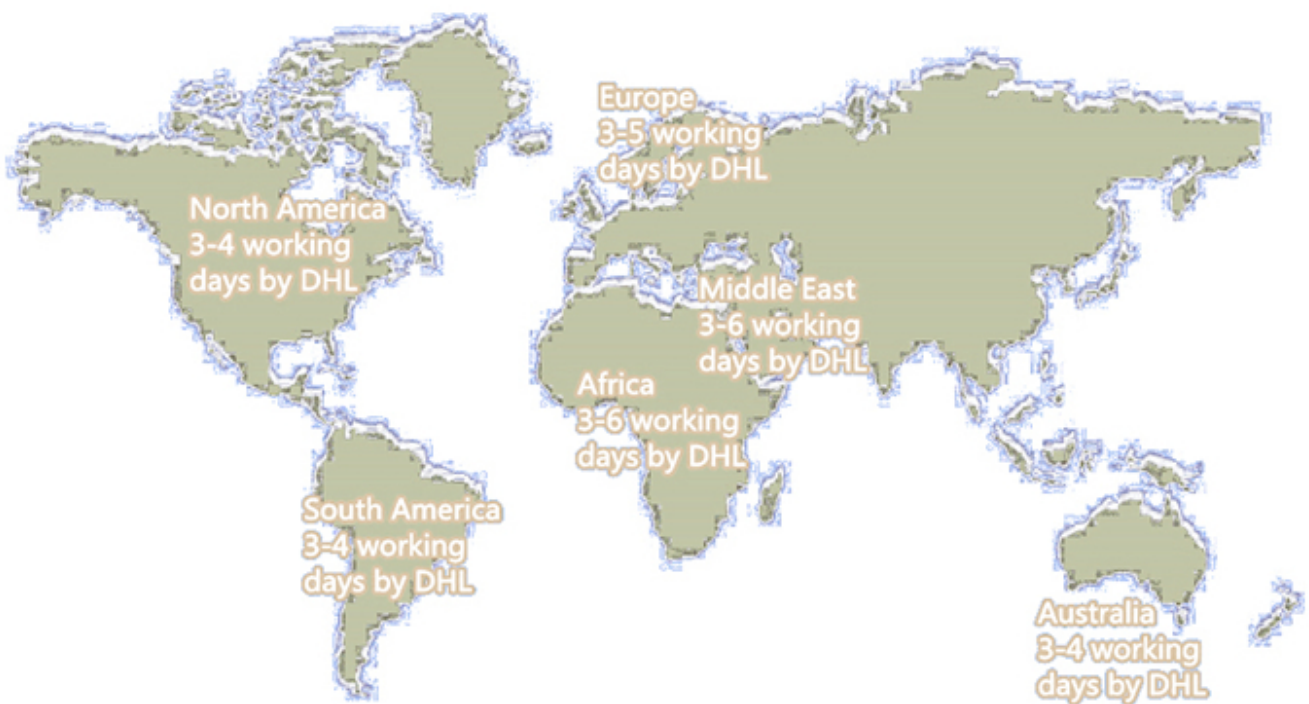 Europe
3-5 working
days by DHL
North America
3-4 working
days by DHL
Middle East
3-6 working
days by DHL
Africa
3-6 working
days by DHL
South America
3-4 working
days by DHL
Australia
3-4 working
days by DHL